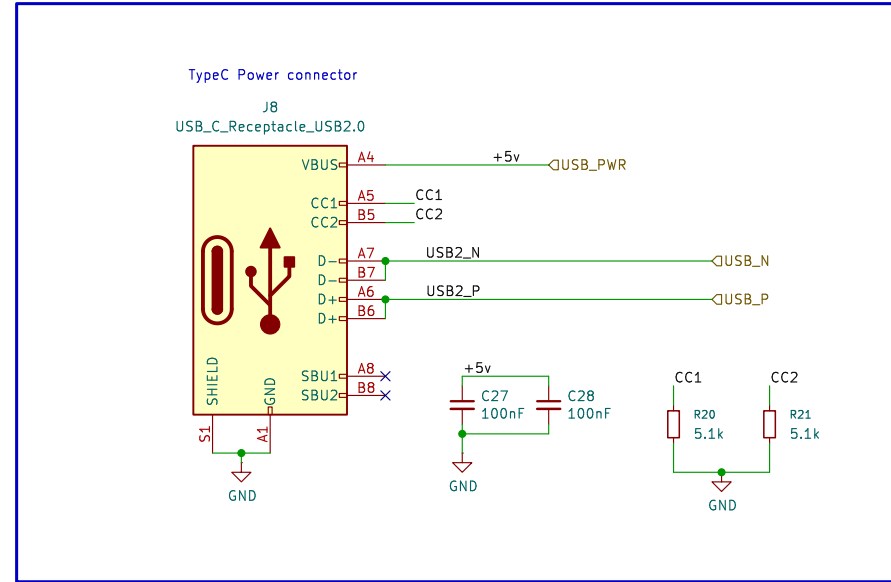 TypeC Power connector
J8
USB_C_Receptacle_USB2.0
VBUS A4 +5v USB_PWR
CC1 A5 CC1
CC2 B5 CC2
D- A7 USB2_N USB_N
D- B7
D+ A6 USB2_P USB_P
D+ B6
SBU1 A8
SBU2 B8
SHIELD GND
S1 A1
GND
+5v
C27 C28
100nF 100nF
GND
CC1 CC2
R20 R21
5.1k 5.1k
GND